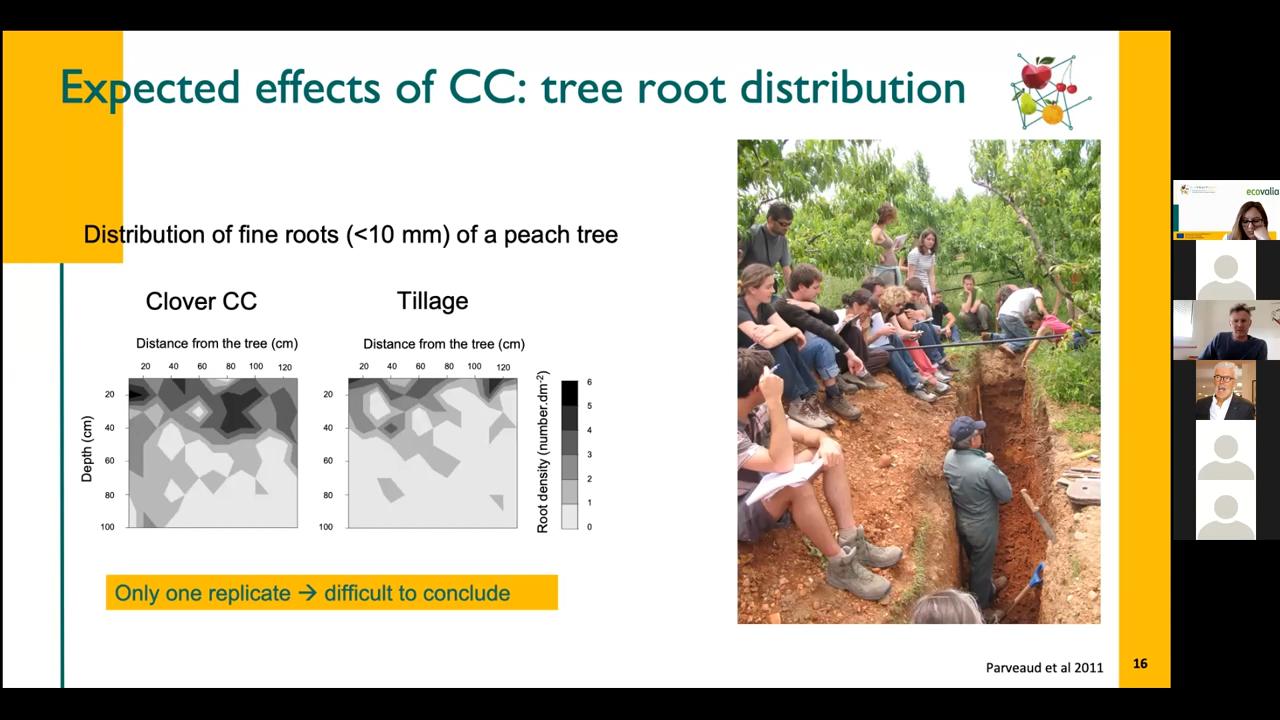 Expected effects of CC: tree root distribution
Distribution of fine roots (<10 mm) of a peach tree
Clover CC
Distance from the tree (cm)
20 40 60 80 100 120
Depth (cm)
20
40
60
80
100
Tillage
Distance from the tree (cm)
20 40 60 80 100 120
20
40
60
80
100
Root density (number.dm-2)
6
5
4
3
2
1
0
Only one replicate → difficult to conclude
Parveaud et al 2011
16
ecovalia